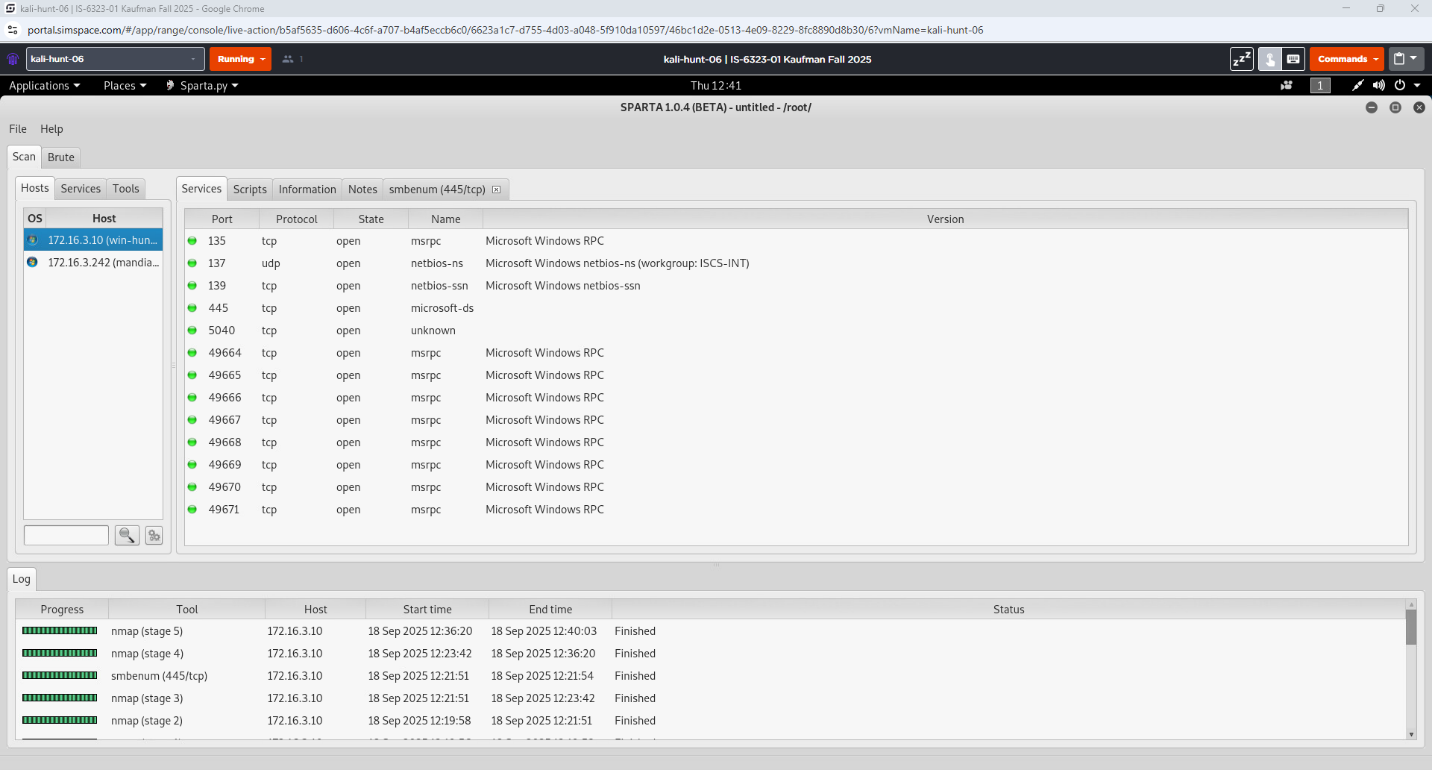 kali-hunt-06 | IS-6323-01 Kaufman Fall 2025 - Google Chrome
portal.simspace.com/#/app/range/console/live-action/b5af5635-d606-4c6f-a707-b4af5eccb6c0/6623a1c7-d755-4d03-a048-5f910da10597/46bc1d2e-0513-4e09-8229-8fc8890d8b30/6?vmName=kali-hunt-06
kali-hunt-06 Running 1 kali-hunt-06 | IS-6323-01 Kaufman Fall 2025 zzZ Commands
Applications Places Sparta.py Thu 12:41 1
SPARTA 1.0.4 (BETA) - untitled - /root/
File Help
Scan Brute
Hosts Services Tools Services Scripts Information Notes smbenum (445/tcp)
OS Host Port Protocol State Name Version
172.16.3.10 (win-hun... 135 tcp open msrpc Microsoft Windows RPC
172.16.3.242 (mandia... 137 udp open netbios-ns Microsoft Windows netbios-ns (workgroup: ISCS-INT)
139 tcp open netbios-ssn Microsoft Windows netbios-ssn
445 tcp open microsoft-ds
5040 tcp open unknown
49664 tcp open msrpc Microsoft Windows RPC
49665 tcp open msrpc Microsoft Windows RPC
49666 tcp open msrpc Microsoft Windows RPC
49667 tcp open msrpc Microsoft Windows RPC
49668 tcp open msrpc Microsoft Windows RPC
49669 tcp open msrpc Microsoft Windows RPC
49670 tcp open msrpc Microsoft Windows RPC
49671 tcp open msrpc Microsoft Windows RPC
Log
Progress Tool Host Start time End time Status
nmap (stage 5) 172.16.3.10 18 Sep 2025 12:36:20 18 Sep 2025 12:40:03 Finished
nmap (stage 4) 172.16.3.10 18 Sep 2025 12:23:42 18 Sep 2025 12:36:20 Finished
smbenum (445/tcp) 172.16.3.10 18 Sep 2025 12:21:51 18 Sep 2025 12:21:54 Finished
nmap (stage 3) 172.16.3.10 18 Sep 2025 12:21:51 18 Sep 2025 12:23:42 Finished
nmap (stage 2) 172.16.3.10 18 Sep 2025 12:19:58 18 Sep 2025 12:21:51 Finished